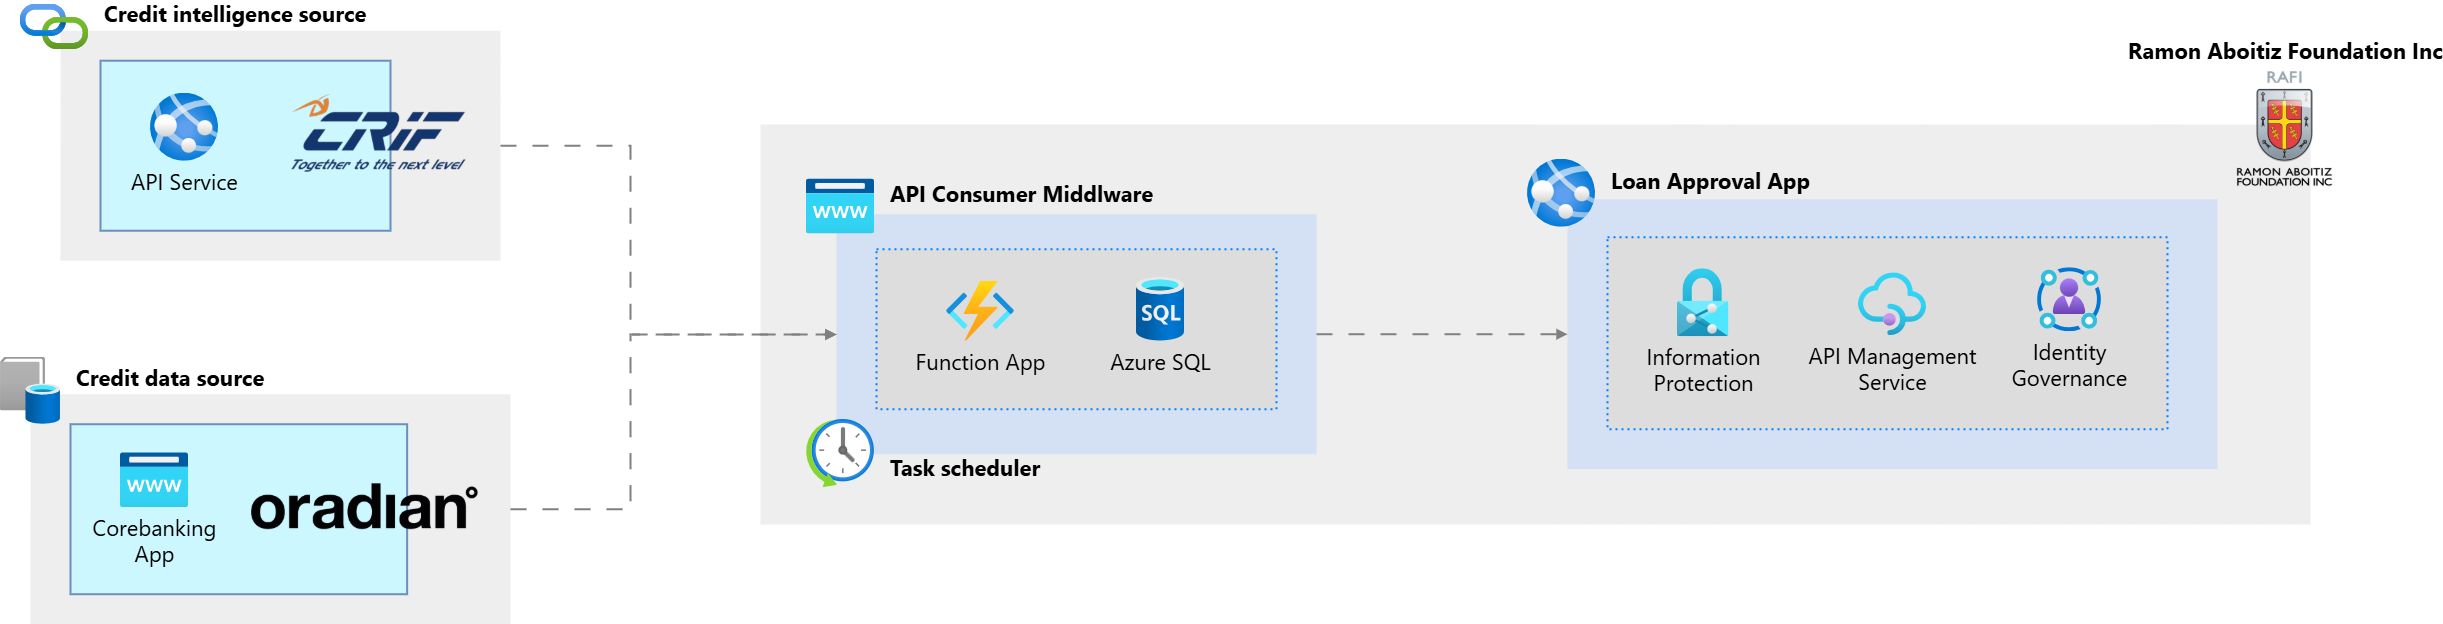 Credit intelligence source
API Service
CRIF
Together to the next level
Credit data source
WWW
Corebanking
App
oradian
API Consumer Middlware
WWW
Function App
SQL
Azure SQL
Task scheduler
Ramon Aboitiz Foundation Inc
RAFI
RAMON ABOITIZ
FOUNDATION INC
Loan Approval App
Information
Protection
API Management
Service
Identity
Governance